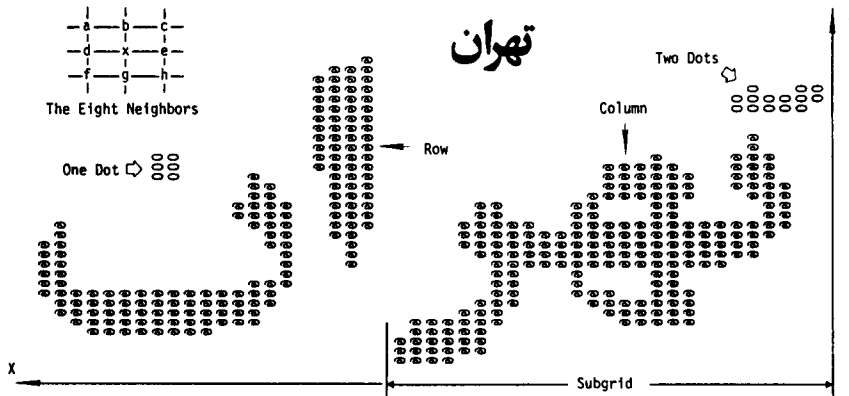 a b c
d x e
f g h
The Eight Neighbors
تهران
Two Dots
Column
Row
One Dot
X
Subgrid